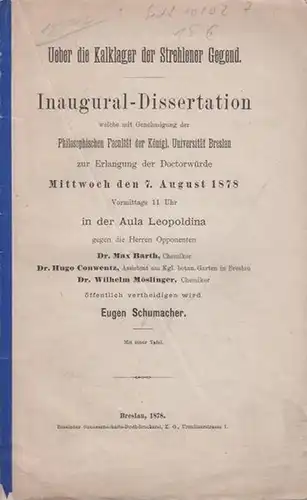 Ueber die Kalklager der Strehlener Gegend.
Inaugural-Dissertation
welche mit Genehmigung der
Philosophischen Facultät der Königl. Universität Breslau
zur Erlangung der Doctorwürde
Mittwoch den 7. August 1878
Vormittags 11 Uhr
in der Aula Leopoldina
gegen die Herren Opponenten
Dr. Max Barth, Chemiker
Dr. Hugo Conwentz, Assistent am Kgl. botan. Garten in Breslau
Dr. Wilhelm Möslinger, Chemiker
öffentlich vertheidigen wird
Eugen Schumacher.
Mit einer Tafel.
Breslau, 1878.
Breslauer Genossenschafts-Buchdruckerei, E. G.,